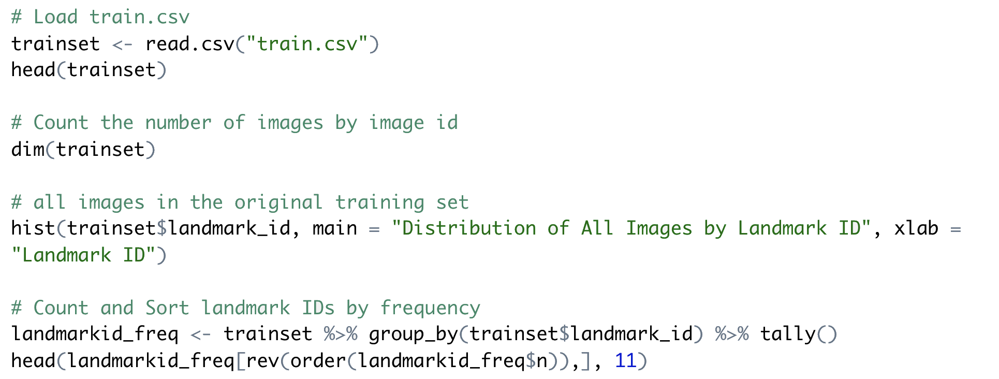 # Load train.csv
trainset <- read.csv("train.csv")
head(trainset)
# Count the number of images by image id
dim(trainset)
# all images in the original training set
hist(trainset$landmark_id, main = "Distribution of All Images by Landmark ID", xlab =
"Landmark ID")
# Count and Sort landmark IDs by frequency
landmarkid_freq <- trainset %>% group_by(trainset$landmark_id) %>% tally()
head(landmarkid_freq[rev(order(landmarkid_freq$n)),], 11)